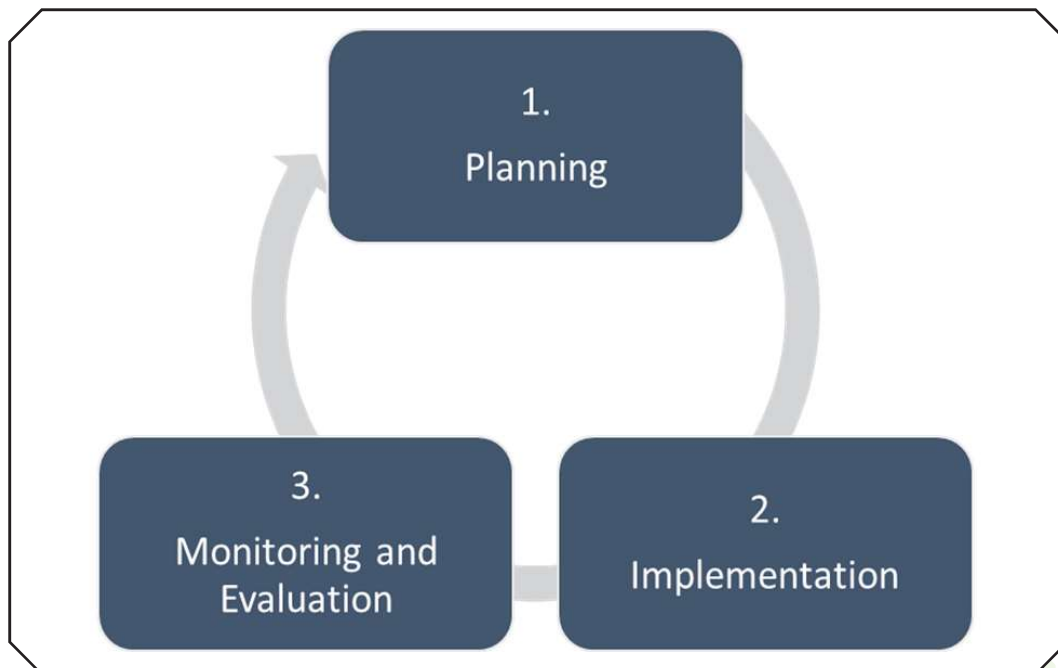 1.
Planning
2.
Implementation
3.
Monitoring and
Evaluation